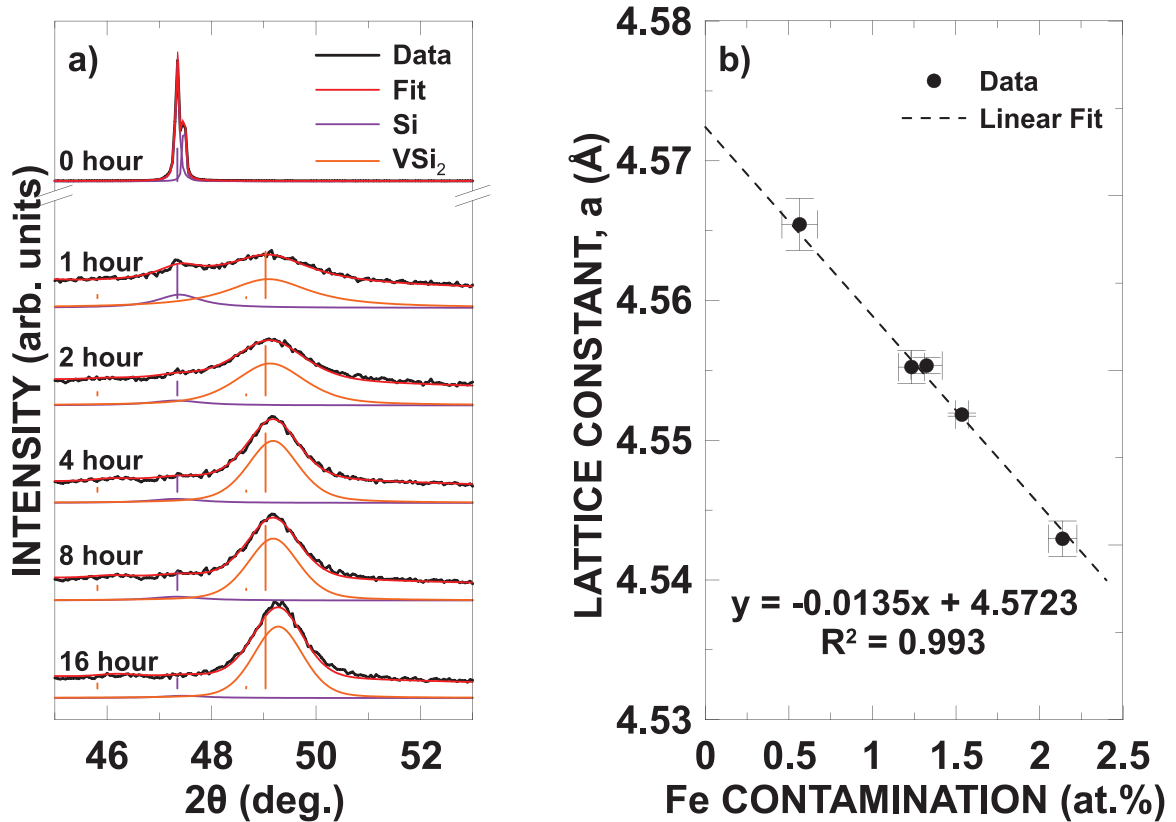 a)
Data
Fit
Si
VSi₂
0 hour
1 hour
2 hour
4 hour
8 hour
16 hour
INTENSITY (arb. units)
46 48 50 52
2θ (deg.)
b)
Data
Linear Fit
4.58
4.57
4.56
4.55
4.54
4.53
LATTICE CONSTANT, a (Å)
y = -0.0135x + 4.5723
R² = 0.993
0 0.5 1 1.5 2 2.5
Fe CONTAMINATION (at.%)